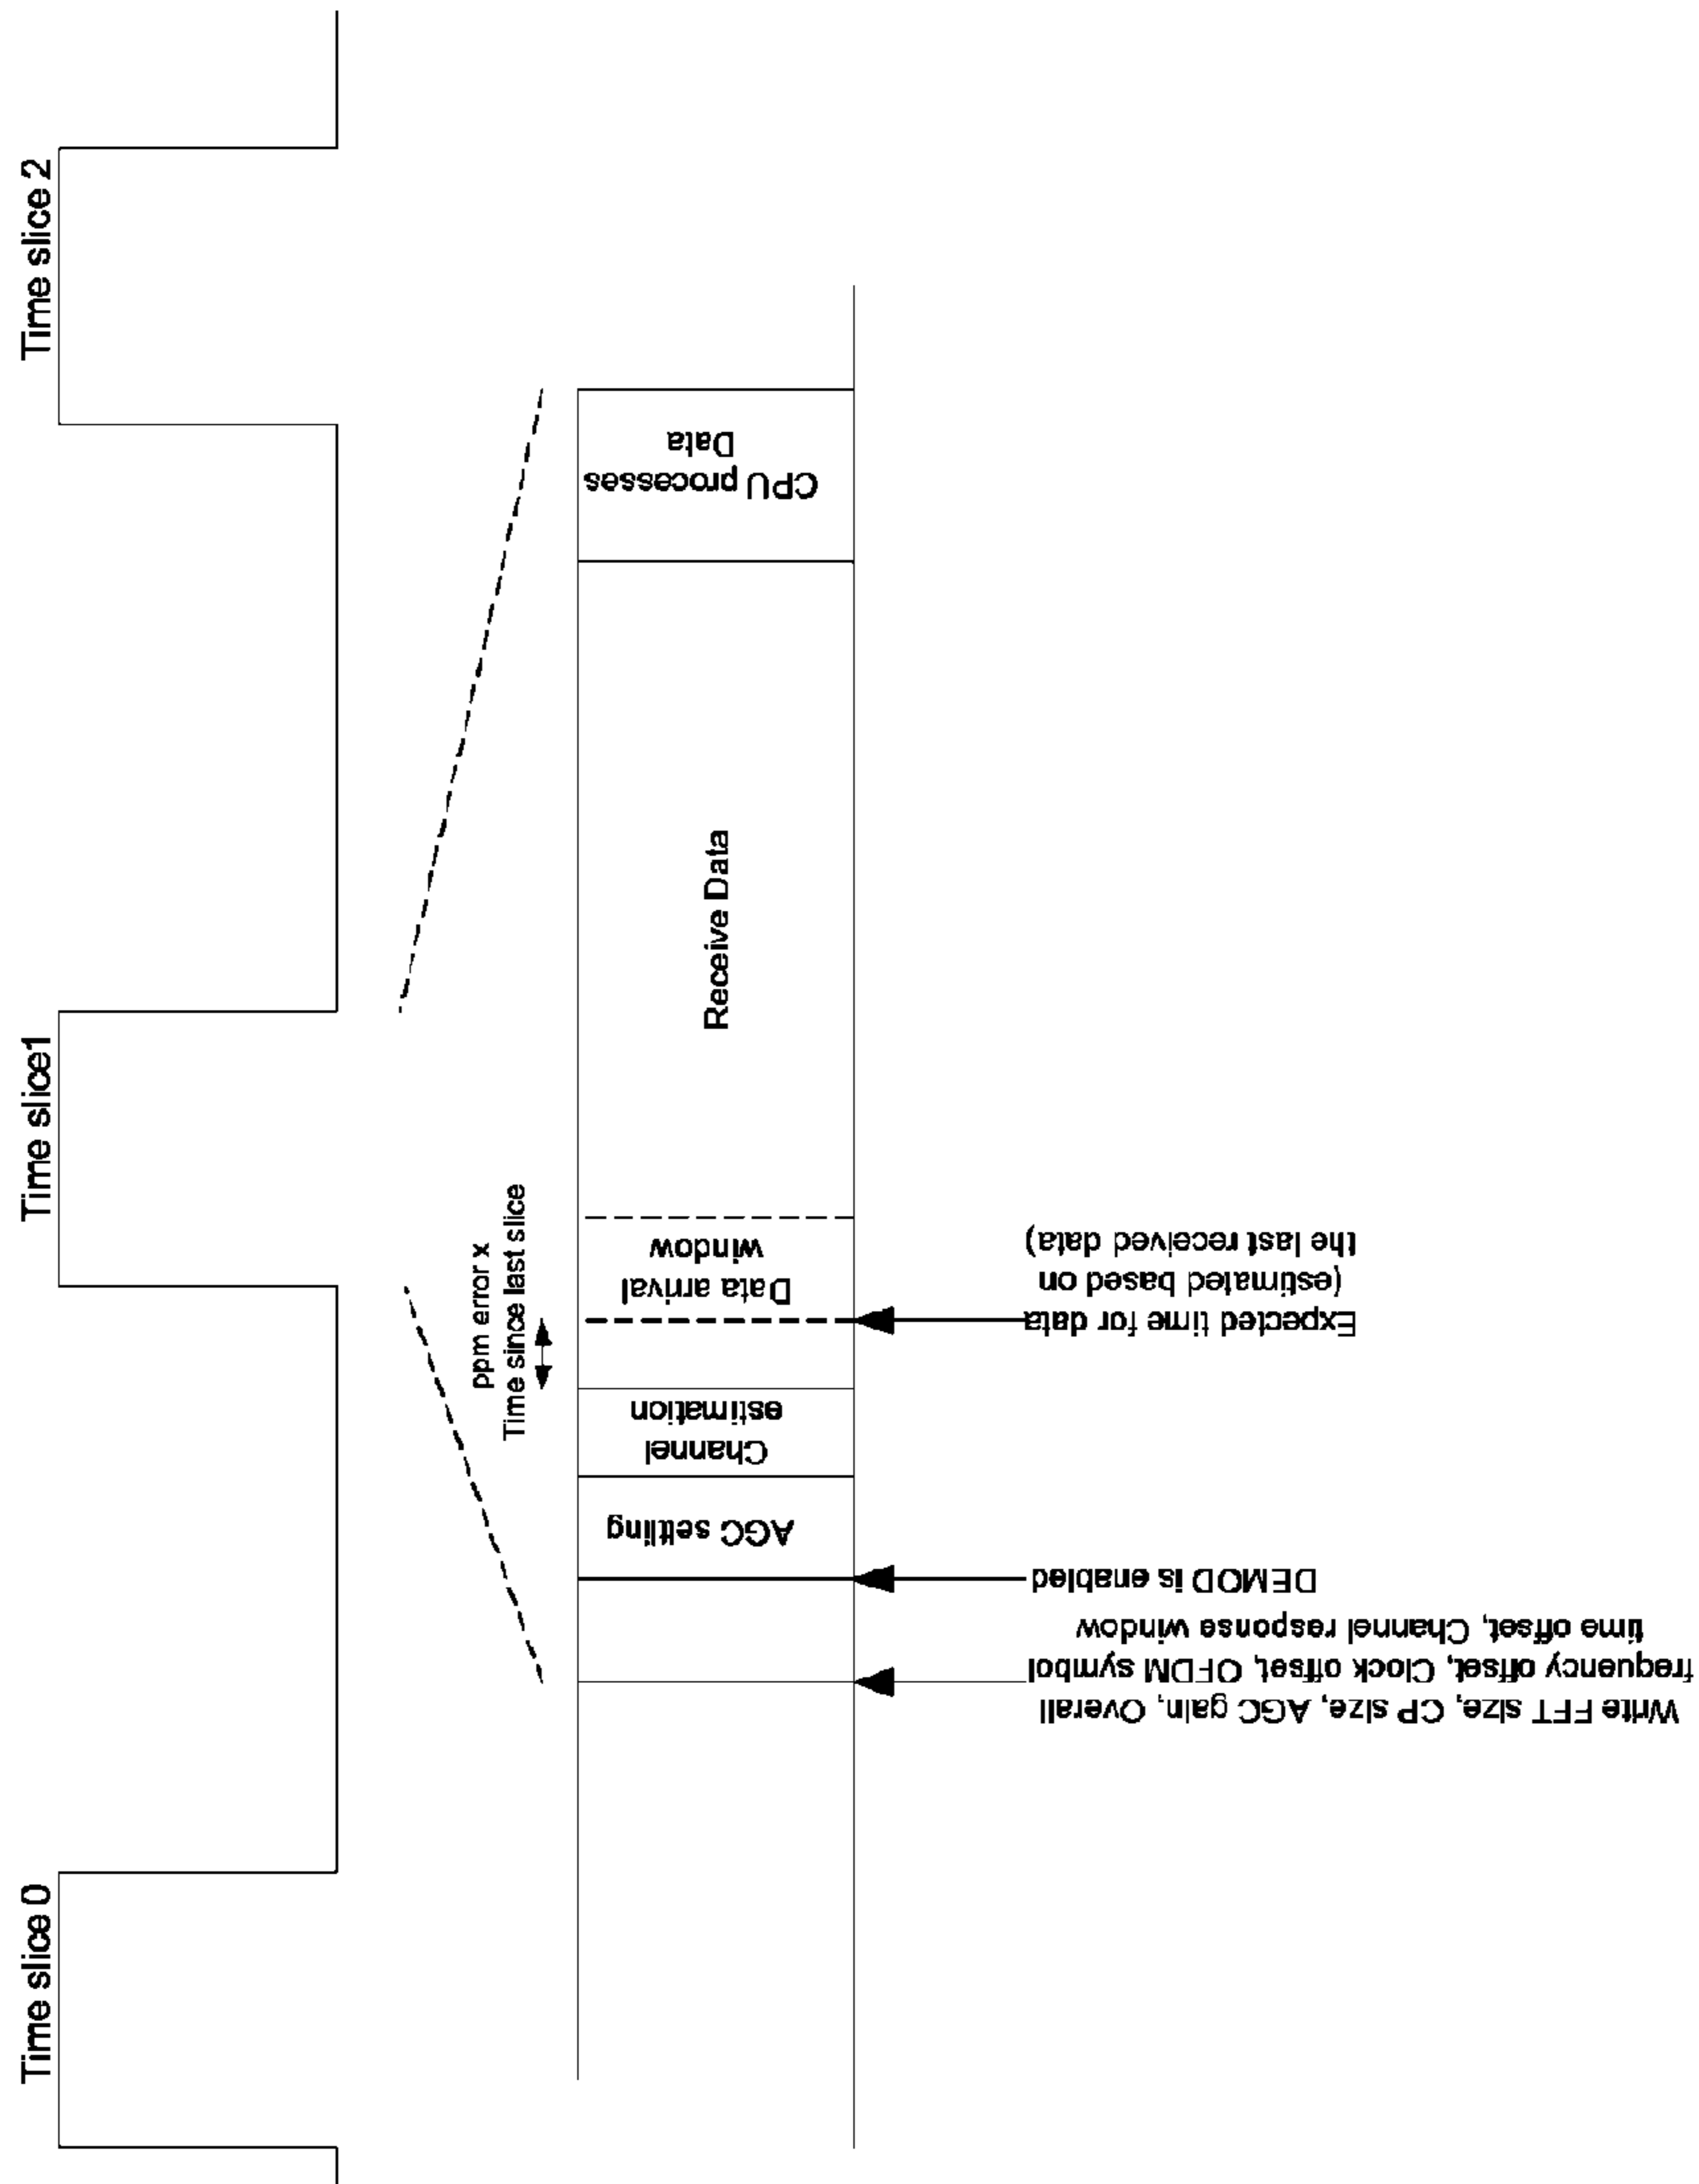 Time slice 0
Time slice1
Time slice 2
ppm error x
Time since last slice
AGC settling
Channel
estimation
Data arrival
window
Receive Data
CPU processes
Data
Write FFT size, CP size, AGC gain, Overall
frequency offset, Clock offset, OFDM symbol
time offset, Channel response window
DEMOD is enabled
Expected time for data
(estimated based on
the last received data)